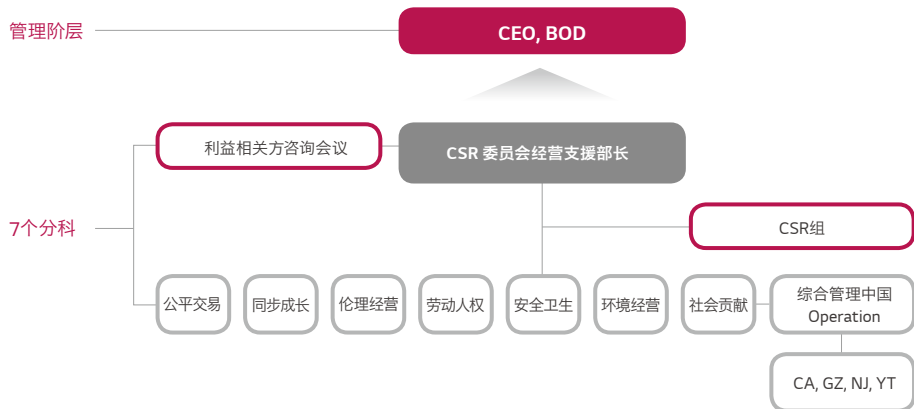 管理阶层
CEO, BOD
利益相关方咨询会议
CSR 委员会经营支援部长
7个分科
CSR组
公平交易
同步成长
伦理经营
劳动人权
安全卫生
环境经营
社会贡献
综合管理中国
Operation
CA, GZ, NJ, YT